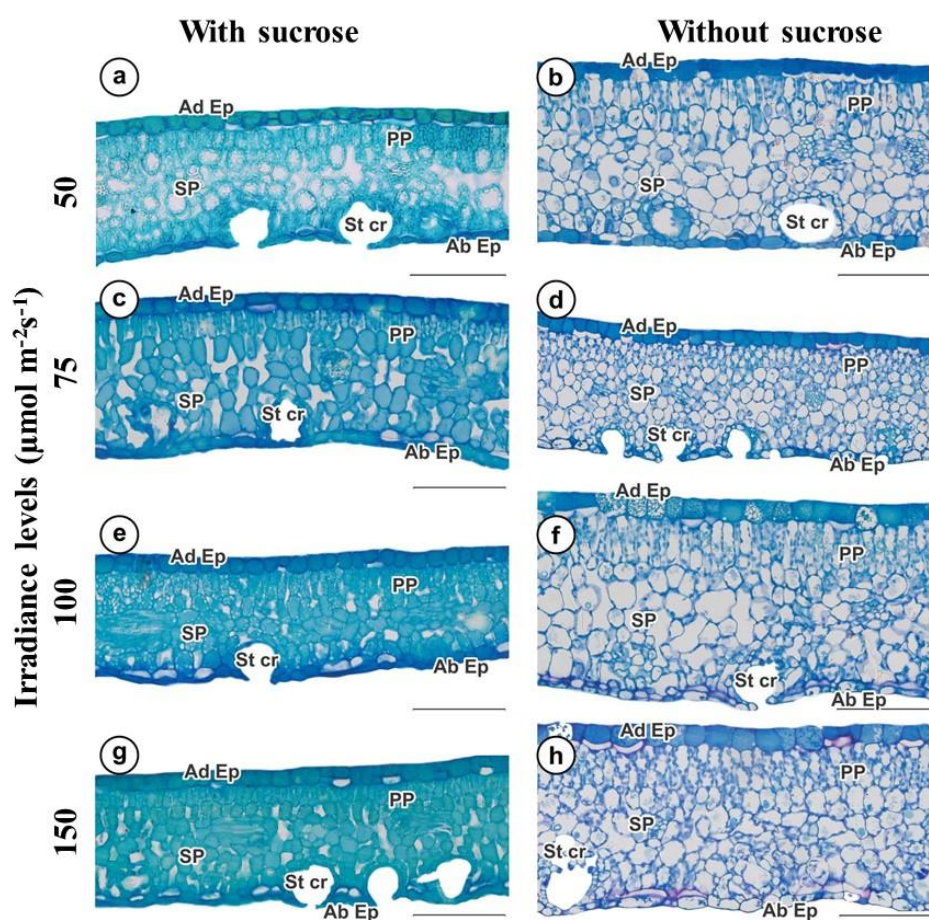 With sucrose
Without sucrose
Irradiance levels (µmol m⁻²s⁻¹)
50
a
Ad Ep
PP
SP
St cr
Ab Ep
b
Ad Ep
PP
SP
St cr
Ab Ep
75
c
Ad Ep
PP
SP
St cr
Ab Ep
d
Ad Ep
PP
SP
St cr
Ab Ep
100
e
Ad Ep
PP
SP
St cr
Ab Ep
f
Ad Ep
PP
SP
St cr
Ab Ep
150
g
Ad Ep
PP
SP
St cr
Ab Ep
h
Ad Ep
PP
SP
St cr
Ab Ep